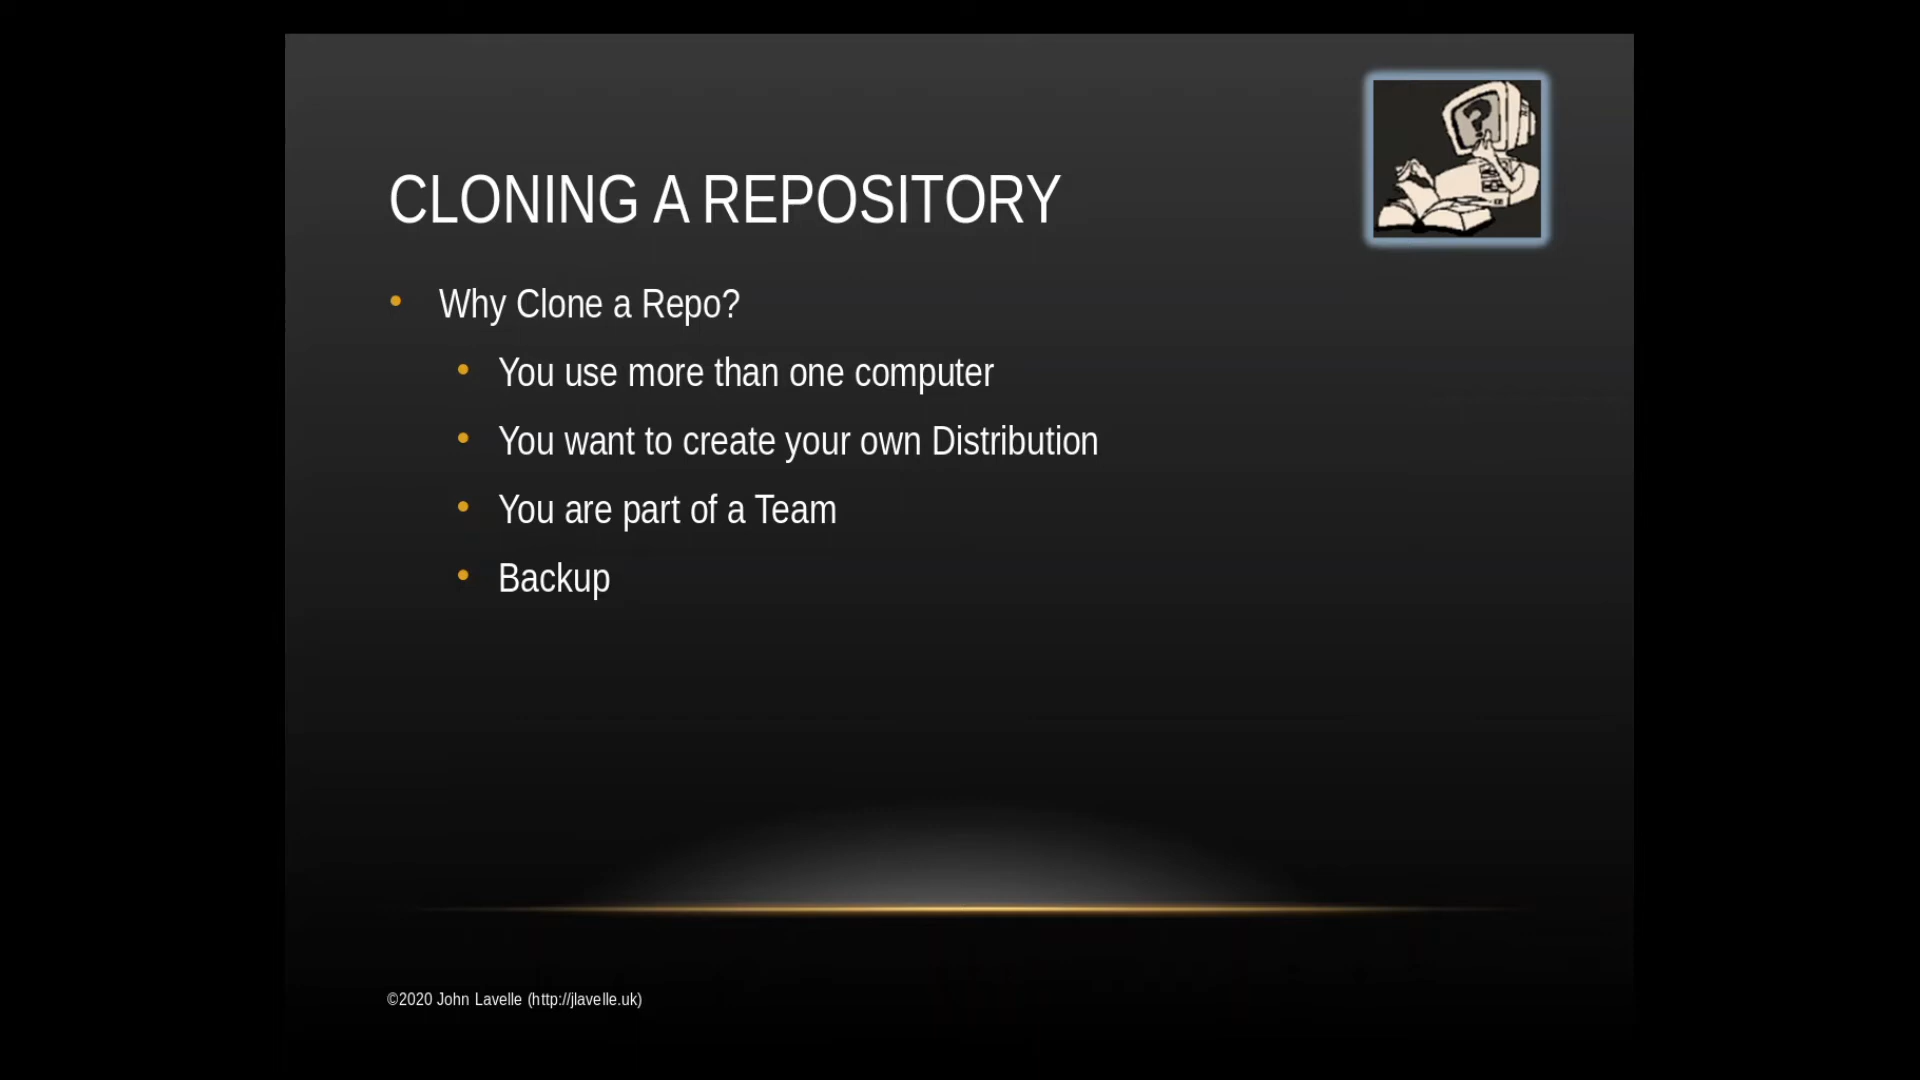 CLONING A REPOSITORY
Why Clone a Repo?
You use more than one computer
You want to create your own Distribution
You are part of a Team
Backup
©2020 John Lavelle (http://jlavelle.uk)